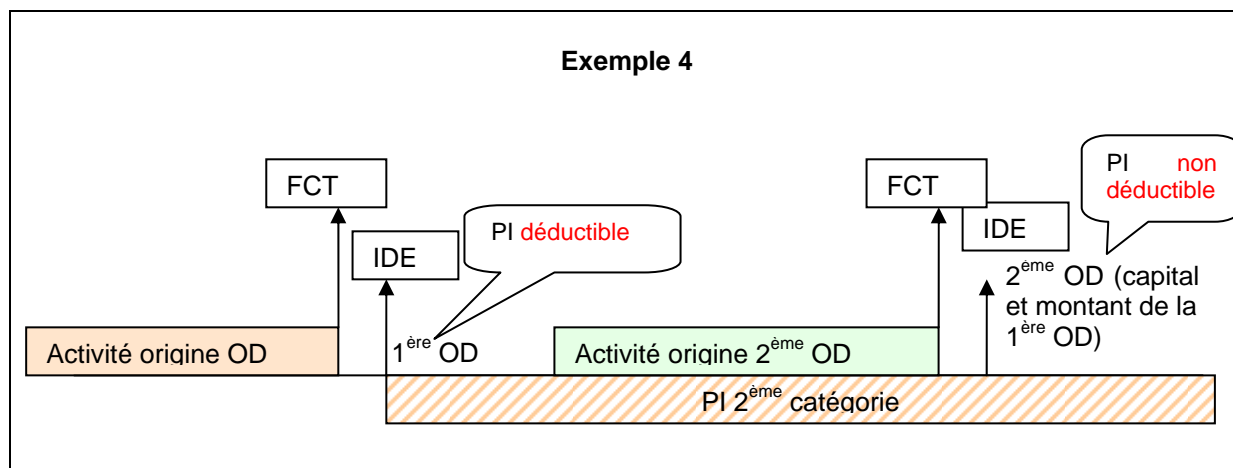 Exemple 4
FCT
IDE
PI déductible
FCT
IDE
PI non
déductible
Activité origine OD
1ère OD
Activité origine 2ème OD
2ème OD (capital
et montant de la
1ère OD)
PI 2ème catégorie